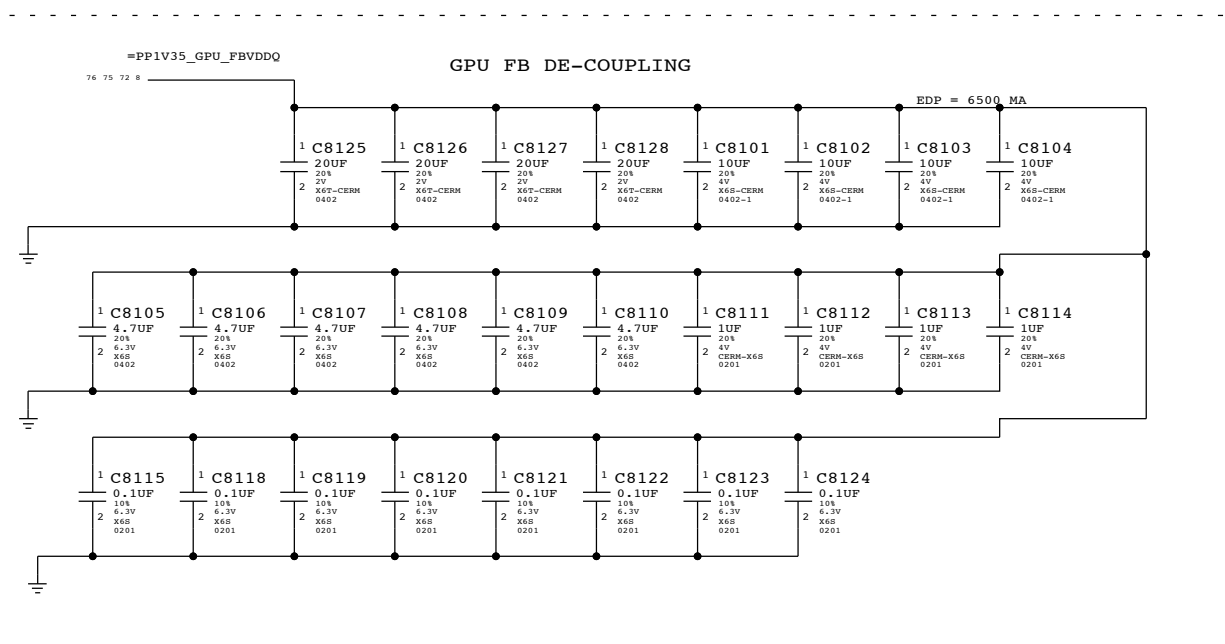 =PP1V35_GPU_FBVDDQ
GPU FB DE-COUPLING
76 75 72 8
EDP = 6500 MA
1 C8125 1 C8126 1 C8127 1 C8128 1 C8101 1 C8102 1 C8103 1 C8104
20UF 20UF 20UF 20UF 10UF 10UF 10UF 10UF
20% 20% 20% 20% 20% 20% 20% 20%
2V 2V 2V 2V 4V 4V 4V 4V
2 X6T-CERM 2 X6T-CERM 2 X6T-CERM 2 X6T-CERM 2 X6S-CERM 2 X6S-CERM 2 X6S-CERM 2 X6S-CERM
0402 0402 0402 0402 0402-1 0402-1 0402-1 0402-1
1 C8105 1 C8106 1 C8107 1 C8108 1 C8109 1 C8110 1 C8111 1 C8112 1 C8113 1 C8114
4.7UF 4.7UF 4.7UF 4.7UF 4.7UF 4.7UF 1UF 1UF 1UF 1UF
20% 20% 20% 20% 20% 20% 20% 20% 20% 20%
6.3V 6.3V 6.3V 6.3V 6.3V 6.3V 4V 4V 4V 4V
2 X6S 2 X6S 2 X6S 2 X6S 2 X6S 2 X6S 2 CERM-X6S 2 CERM-X6S 2 CERM-X6S 2 CERM-X6S
0402 0402 0402 0402 0402 0402 0201 0201 0201 0201
1 C8115 1 C8118 1 C8119 1 C8120 1 C8121 1 C8122 1 C8123 1 C8124
0.1UF 0.1UF 0.1UF 0.1UF 0.1UF 0.1UF 0.1UF 0.1UF
10% 10% 10% 10% 10% 10% 10% 10%
6.3V 6.3V 6.3V 6.3V 6.3V 6.3V 6.3V 6.3V
2 X6S 2 X6S 2 X6S 2 X6S 2 X6S 2 X6S 2 X6S 2 X6S
0201 0201 0201 0201 0201 0201 0201 0201